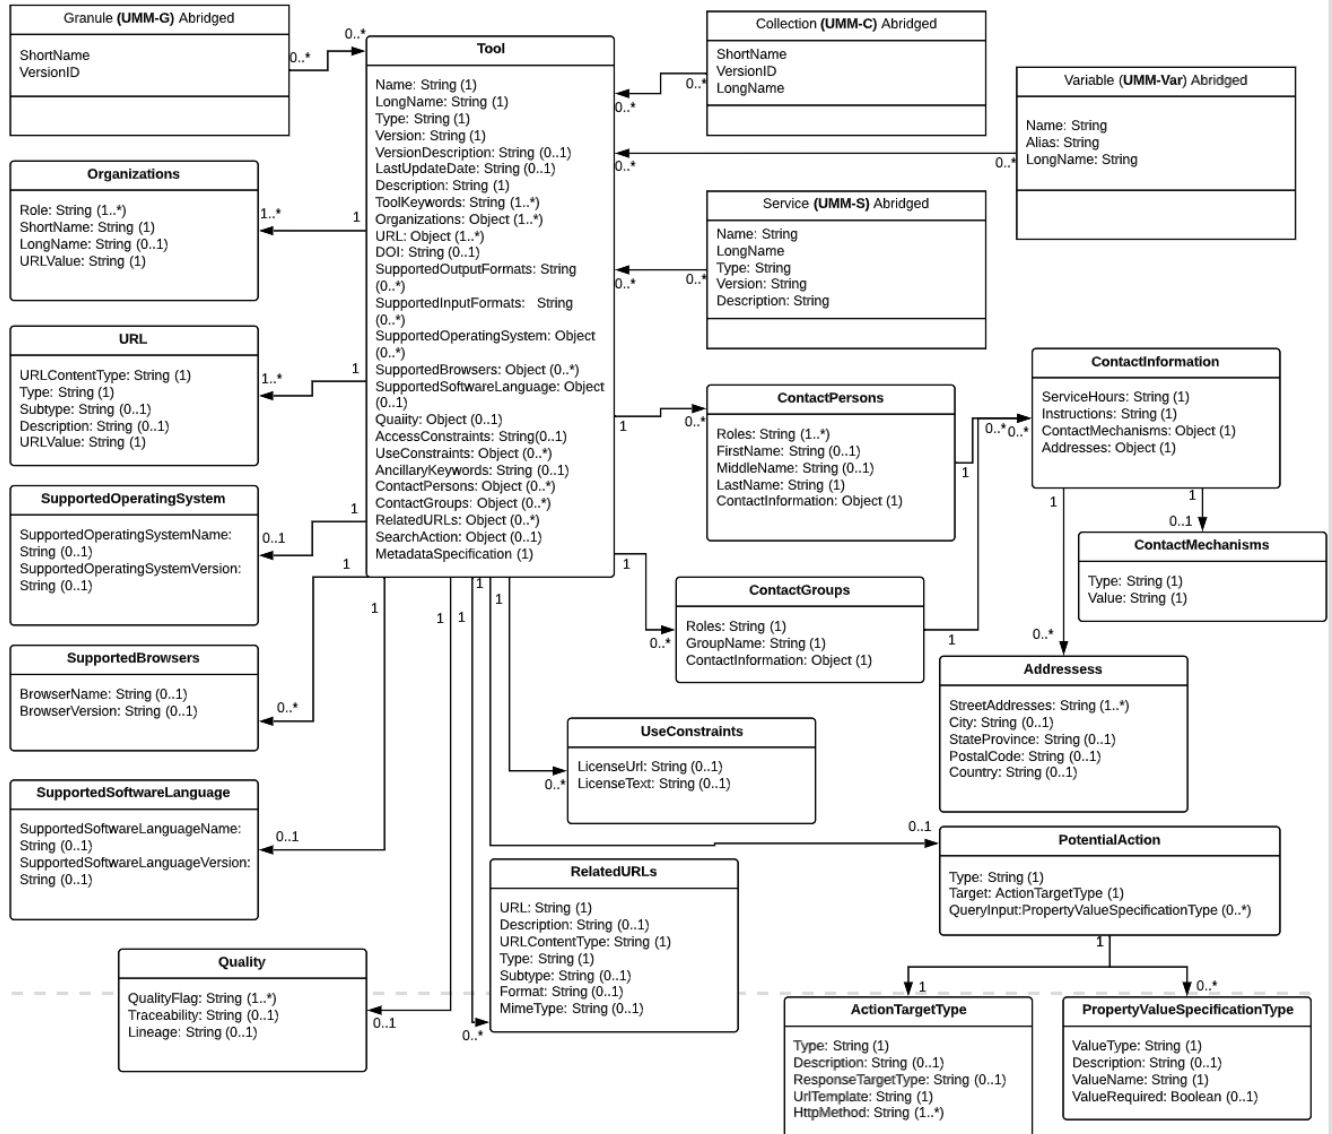 Granule (UMM-G) Abridged
ShortName
VersionID
0..*
0..*
Tool
Name: String (1)
LongName: String (1)
Type: String (1)
Version: String (1)
VersionDescription: String (0..1)
LastUpdateDate: String (0..1)
Description: String (1)
ToolKeywords: String (1..*)
Organizations: Object (1..*)
URL: Object (1..*)
DOI: String (0..1)
SupportedOutputFormats: String
(0..*)
SupportedInputFormats: String
(0..*)
SupportedOperatingSystem: Object
(0..*)
SupportedBrowsers: Object (0..*)
SupportedSoftwareLanguage: Object
(0..1)
Quaiity: Object (0..1)
AccessConstraints: String(0..1)
UseConstraints: Object (0..*)
AncillaryKeywords: String (0..1)
ContactPersons: Object (0..*)
ContactGroups: Object (0..*)
RelatedURLs: Object (0..*)
SearchAction: Object (0..1)
MetadataSpecification (1)
Collection (UMM-C) Abridged
ShortName
VersionID
LongName
0..*
0..*
Variable (UMM-Var) Abridged
Name: String
Alias: String
LongName: String
0..*
0..*
Service (UMM-S) Abridged
Name: String
LongName
Type: String
Version: String
Description: String
0..*
0..*
Organizations
Role: String (1..*)
ShortName: String (1)
LongName: String (0..1)
URLValue: String (1)
1..*
1
URL
URLContentType: String (1)
Type: String (1)
Subtype: String (0..1)
Description: String (0..1)
URLValue: String (1)
1..*
1
SupportedOperatingSystem
SupportedOperatingSystemName:
String (0..1)
SupportedOperatingSystemVersion:
String (0..1)
0..1
1
SupportedBrowsers
BrowserName: String (0..1)
BrowserVersion: String (0..1)
0..*
1
SupportedSoftwareLanguage
SupportedSoftwareLanguageName:
String (0..1)
SupportedSoftwareLanguageVersion:
String (0..1)
0..1
1
Quality
QualityFlag: String (1..*)
Traceability: String (0..1)
Lineage: String (0..1)
0..1
1
RelatedURLs
URL: String (1)
Description: String (0..1)
URLContentType: String (1)
Type: String (1)
Subtype: String (0..1)
Format: String (0..1)
MimeType: String (0..1)
0..*
1
UseConstraints
LicenseUrl: String (0..1)
LicenseText: String (0..1)
0..*
1
ContactPersons
Roles: String (1..*)
FirstName: String (0..1)
MiddleName: String (0..1)
LastName: String (1)
ContactInformation: Object (1)
1
0..*
1
ContactGroups
Roles: String (1)
GroupName: String (1)
ContactInformation: Object (1)
1
0..*
1
ContactInformation
ServiceHours: String (1)
Instructions: String (1)
ContactMechanisms: Object (1)
Addresses: Object (1)
0..*
0..*
1
1
0..1
ContactMechanisms
Type: String (1)
Value: String (1)
0..*
Addressess
StreetAddresses: String (1..*)
City: String (0..1)
StateProvince: String (0..1)
PostalCode: String (0..1)
Country: String (0..1)
1
0..1
PotentialAction
Type: String (1)
Target: ActionTargetType (1)
QueryInput:PropertyValueSpecificationType (0..*)
1
1
0..*
ActionTargetType
Type: String (1)
Description: String (0..1)
ResponseTargetType: String (0..1)
UrlTemplate: String (1)
HttpMethod: String (1..*)
PropertyValueSpecificationType
ValueType: String (1)
Description: String (0..1)
ValueName: String (1)
ValueRequired: Boolean (0..1)